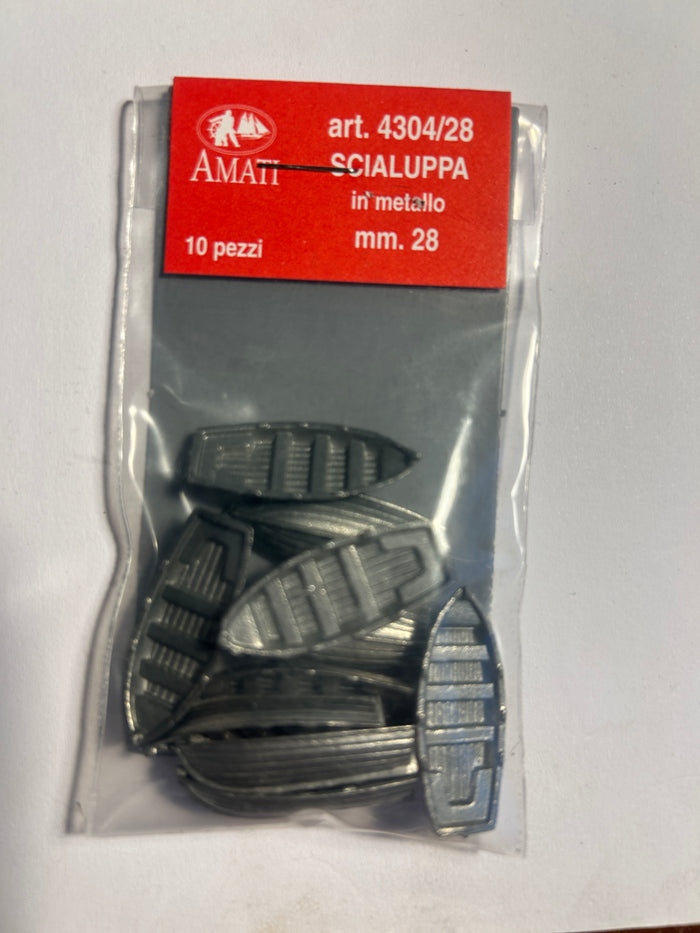 art. 4304/28
AMATI SCIALUPPA
in metallo
10 pezzi mm. 28